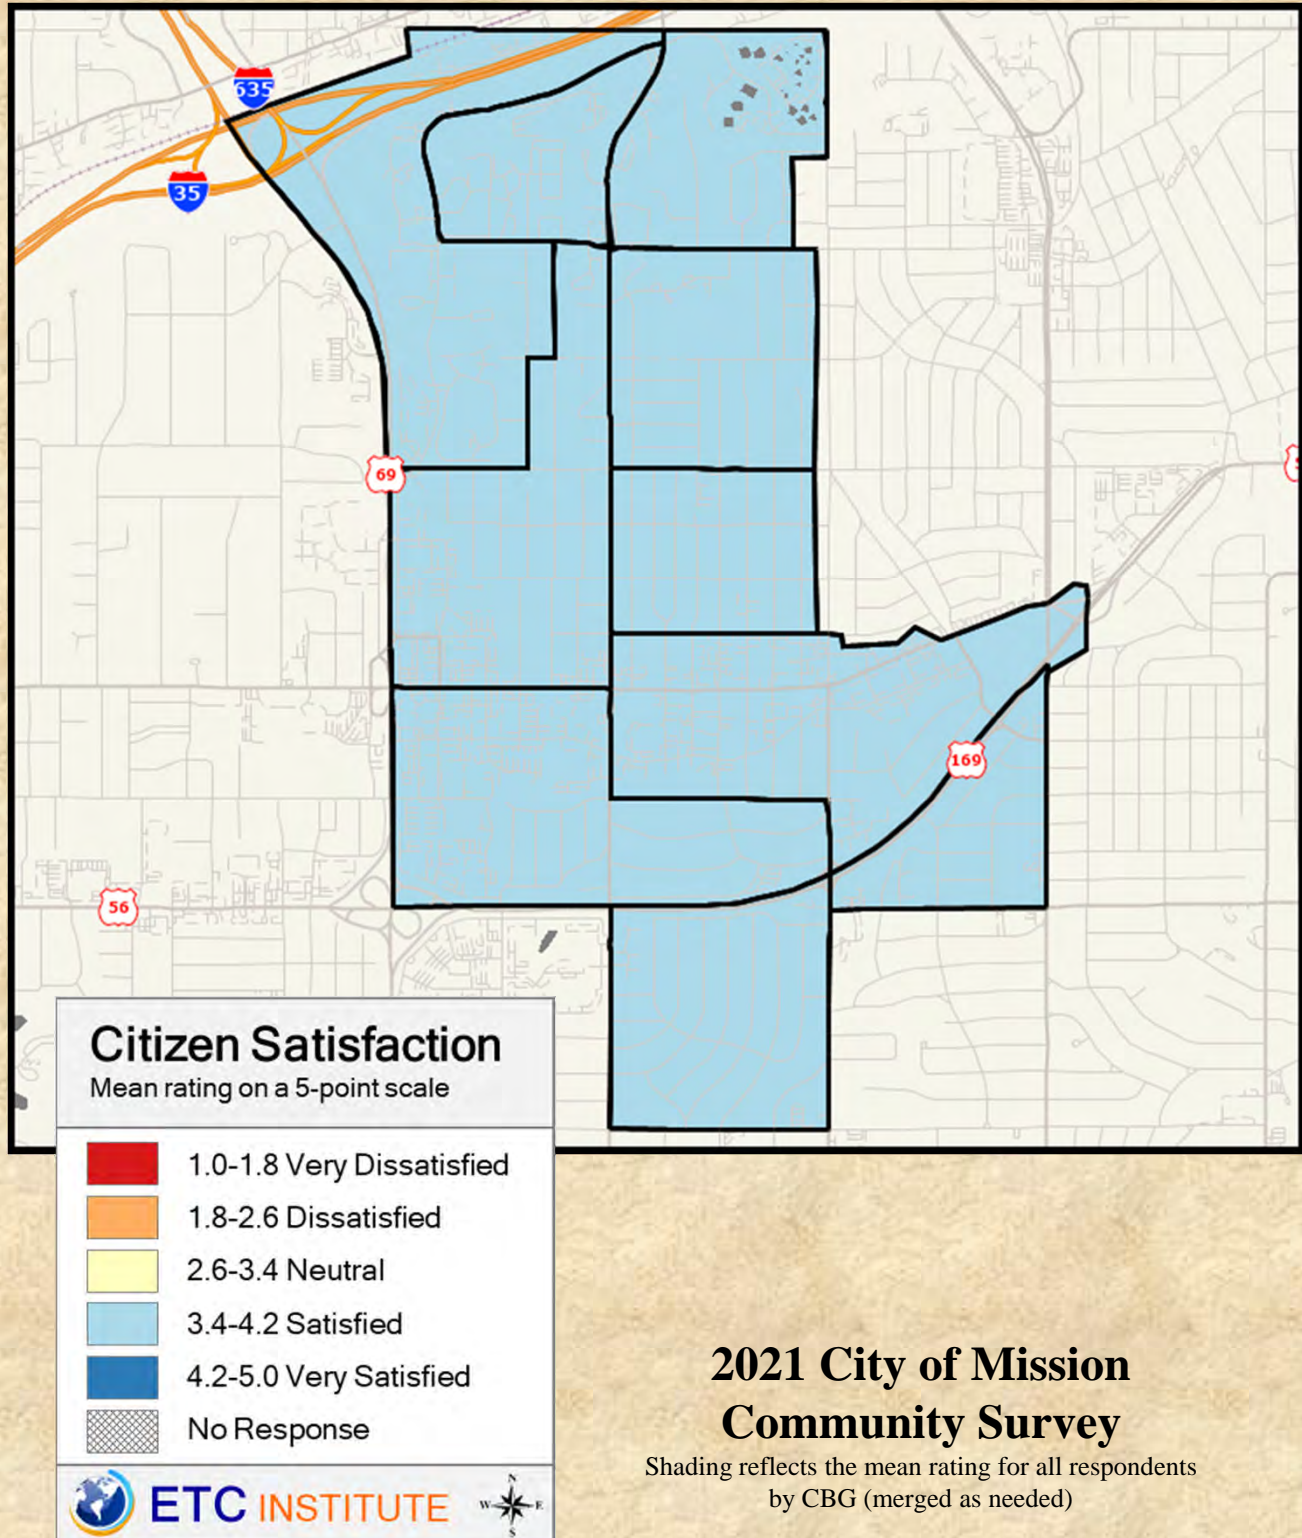 635
35
69
169
56
Citizen Satisfaction
Mean rating on a 5-point scale
1.0-1.8 Very Dissatisfied
1.8-2.6 Dissatisfied
2.6-3.4 Neutral
3.4-4.2 Satisfied
4.2-5.0 Very Satisfied
No Response
ETC INSTITUTE
N
W E
S
2021 City of Mission
Community Survey
Shading reflects the mean rating for all respondents
by CBG (merged as needed)